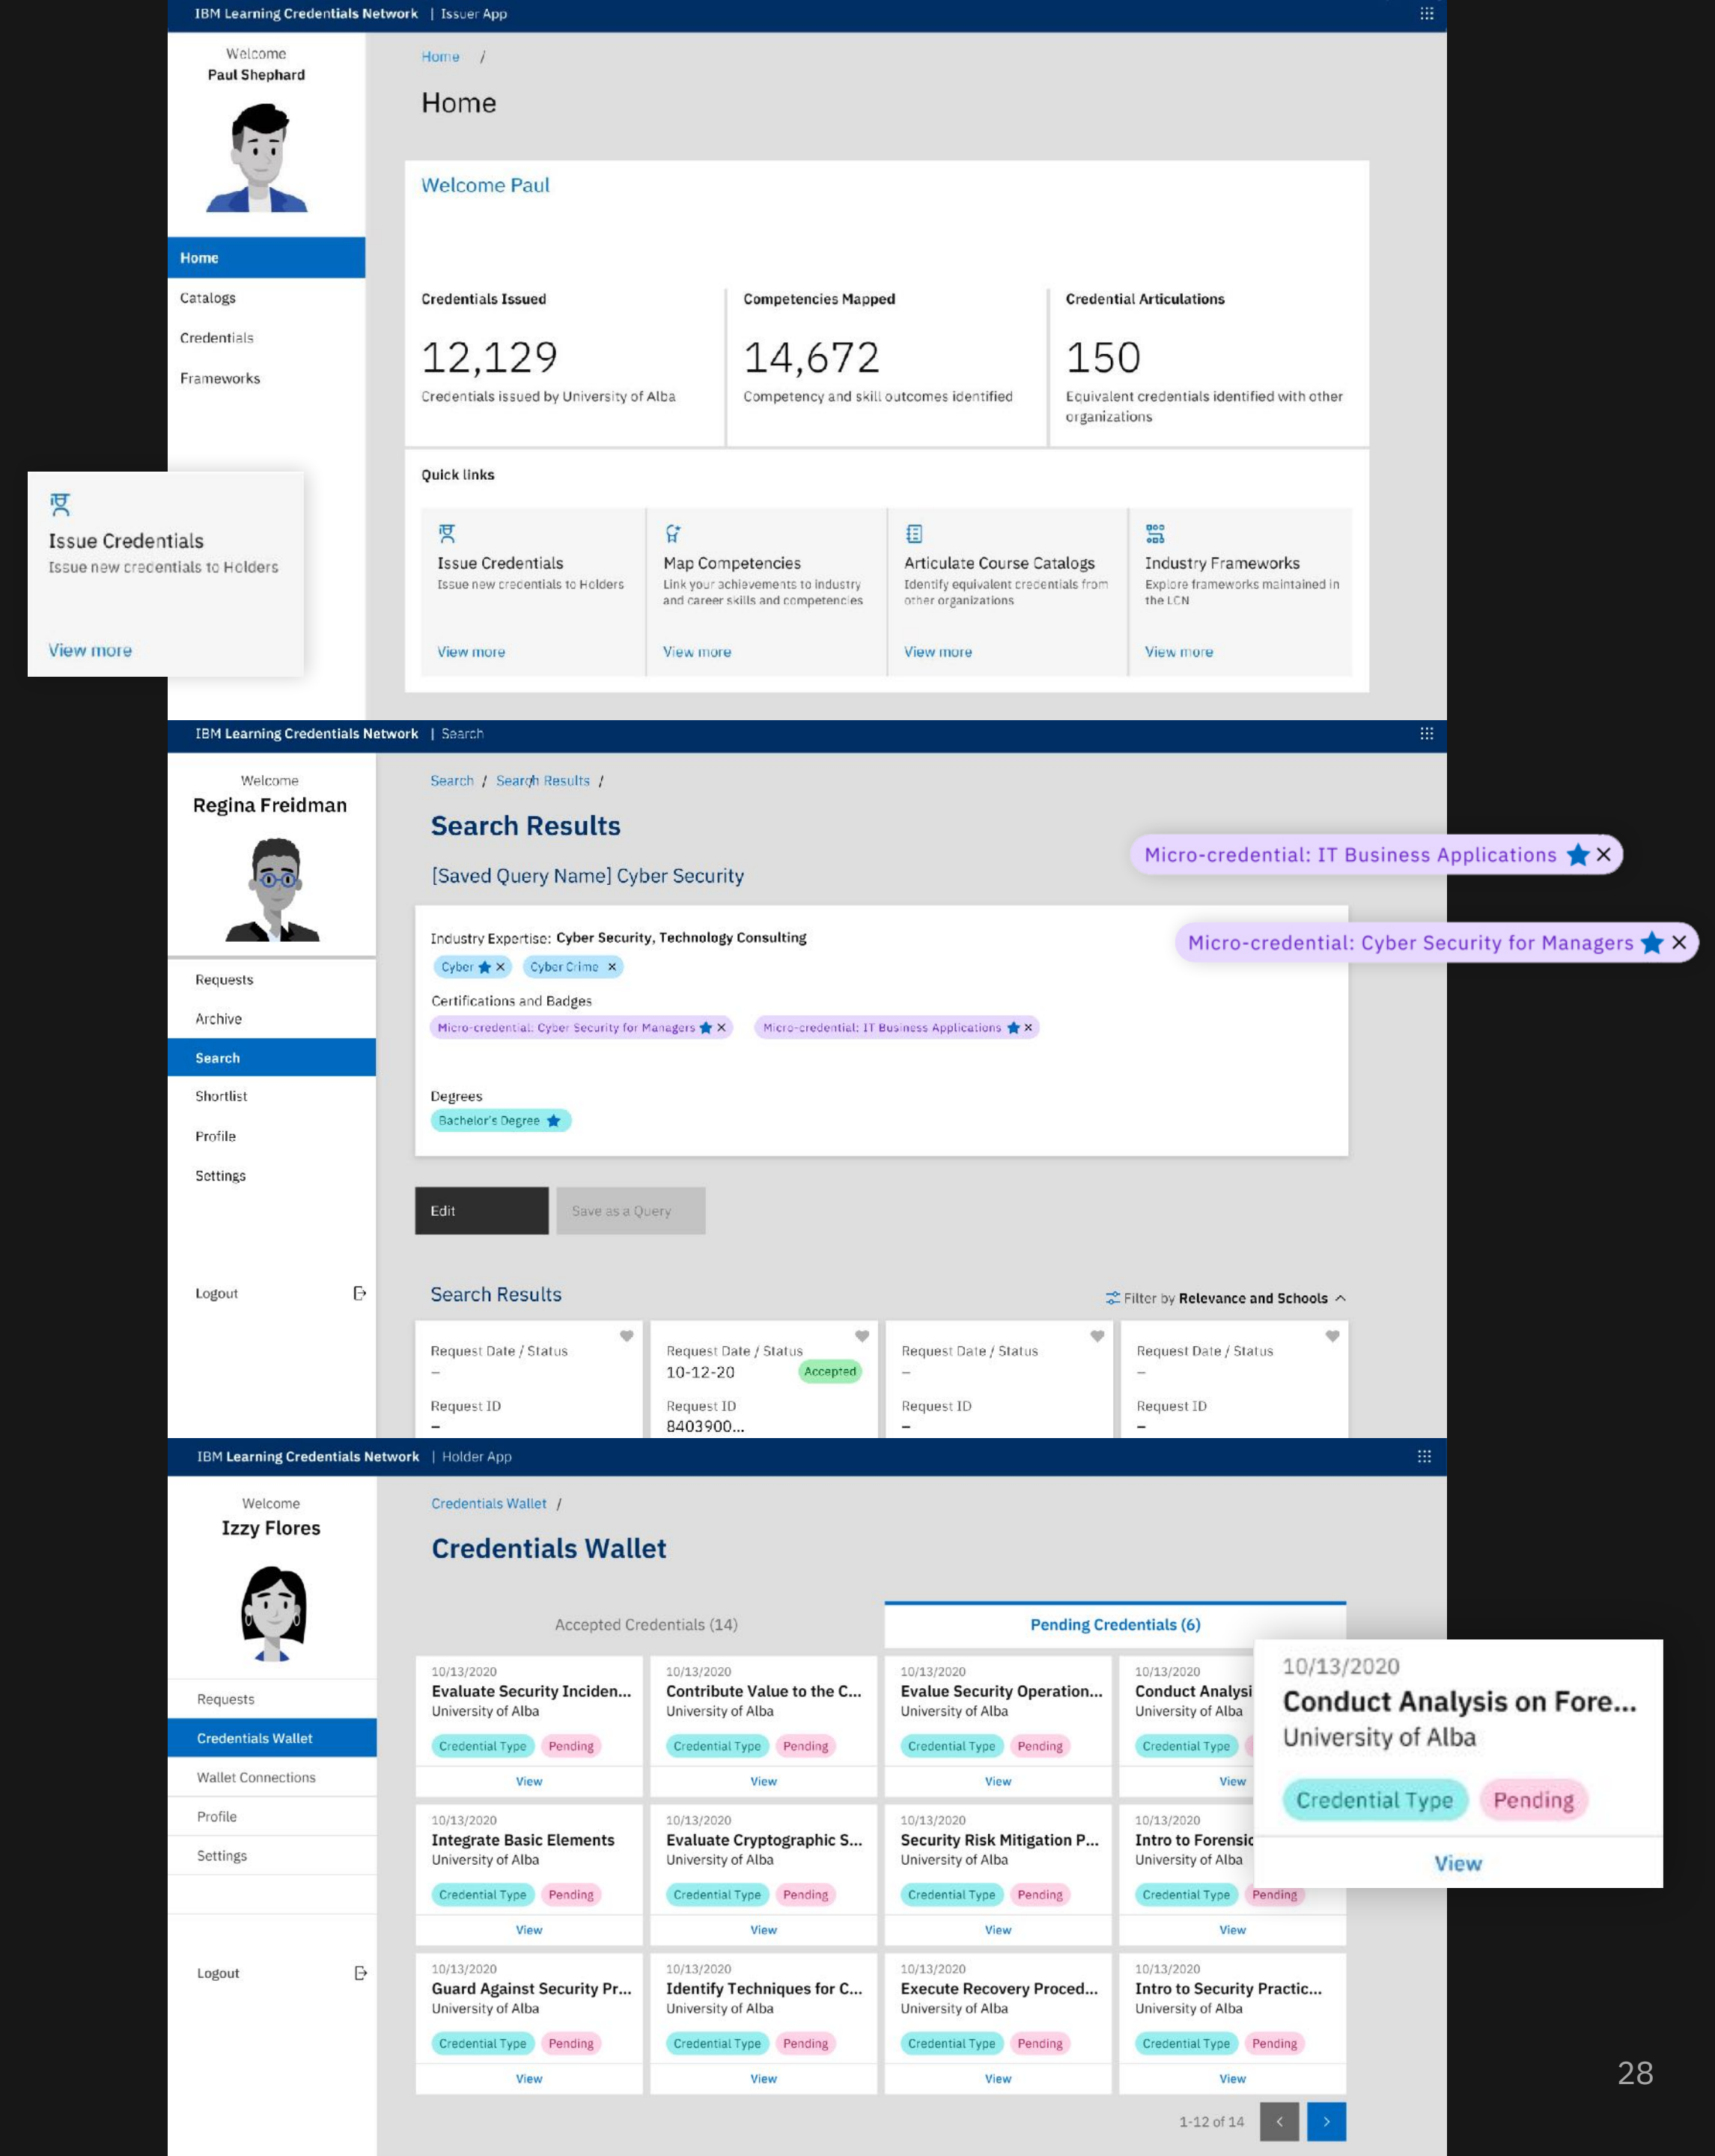 IBM Learning Credentials Network | Issuer App
Welcome
Paul Shephard
Home
Catalogs
Credentials
Frameworks
Home /
Home
Welcome Paul
Credentials Issued
12,129
Credentials issued by University of Alba
Competencies Mapped
14,672
Competency and skill outcomes identified
Credential Articulations
150
Equivalent credentials identified with other
organizations
Quick links
Issue Credentials
Issue new credentials to Holders
View more
Issue Credentials
Issue new credentials to Holders
View more
Map Competencies
Link your achievements to industry
and career skills and competencies
View more
Articulate Course Catalogs
Identify equivalent credentials from
other organizations
View more
Industry Frameworks
Explore frameworks maintained in
the LCN
View more
IBM Learning Credentials Network | Search
Welcome
Regina Freidman
Requests
Archive
Search
Shortlist
Profile
Settings
Logout
Search / Search Results /
Search Results
[Saved Query Name] Cyber Security
Micro-credential: IT Business Applications
Micro-credential: Cyber Security for Managers
Industry Expertise: Cyber Security, Technology Consulting
Cyber Cyber Crime
Certifications and Badges
Micro-credential: Cyber Security for Managers Micro-credential: IT Business Applications
Degrees
Bachelor's Degree
Edit Save as a Query
Search Results
Filter by Relevance and Schools
Request Date / Status
–
Request ID
–
Request Date / Status
10-12-20 Accepted
Request ID
8403900...
Request Date / Status
–
Request ID
–
Request Date / Status
–
Request ID
–
IBM Learning Credentials Network | Holder App
Welcome
Izzy Flores
Requests
Credentials Wallet
Wallet Connections
Profile
Settings
Logout
Credentials Wallet /
Credentials Wallet
Accepted Credentials (14)
Pending Credentials (6)
10/13/2020
Evaluate Security Inciden...
University of Alba
Credential Type Pending
View
10/13/2020
Contribute Value to the C...
University of Alba
Credential Type Pending
View
10/13/2020
Evalue Security Operation...
University of Alba
Credential Type Pending
View
10/13/2020
Conduct Analysi
University of Alba
Credential Type
View
10/13/2020
Conduct Analysis on Fore...
University of Alba
Credential Type Pending
View
10/13/2020
Integrate Basic Elements
University of Alba
Credential Type Pending
View
10/13/2020
Evaluate Cryptographic S...
University of Alba
Credential Type Pending
View
10/13/2020
Security Risk Mitigation P...
University of Alba
Credential Type Pending
View
10/13/2020
Intro to Forensic
University of Alba
Credential Type Pending
View
10/13/2020
Guard Against Security Pr...
University of Alba
Credential Type Pending
View
10/13/2020
Identify Techniques for C...
University of Alba
Credential Type Pending
View
10/13/2020
Execute Recovery Proced...
University of Alba
Credential Type Pending
View
10/13/2020
Intro to Security Practic...
University of Alba
Credential Type Pending
View
1-12 of 14
28